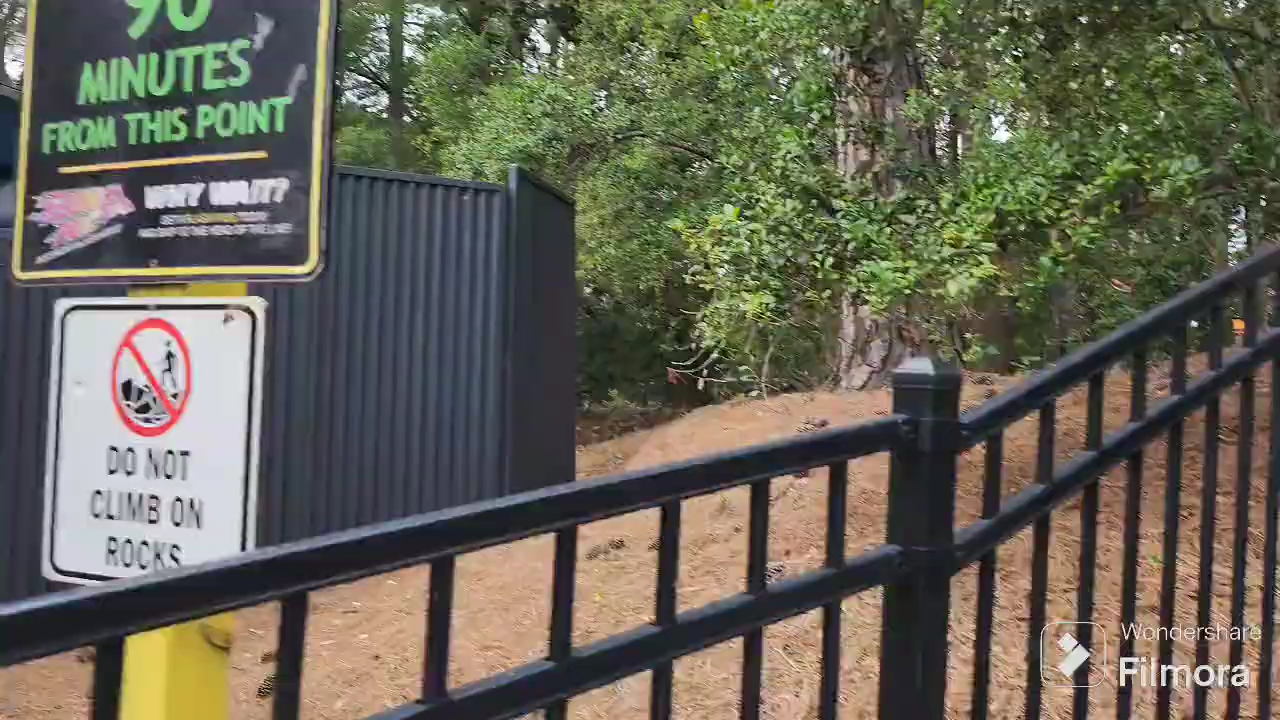 90
MINUTES
FROM THIS POINT
WHY WAIT?
DO NOT
CLIMB ON
ROCKS
Wondershare
Filmora